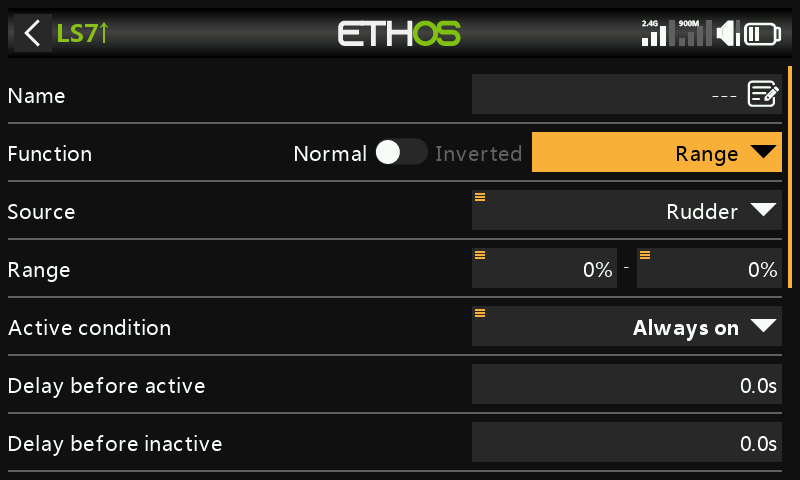 LS7↑ ETHOS 2.4G 900M
Name ---
Function Normal Inverted Range
Source Rudder
Range 0% - 0%
Active condition Always on
Delay before active 0.0s
Delay before inactive 0.0s